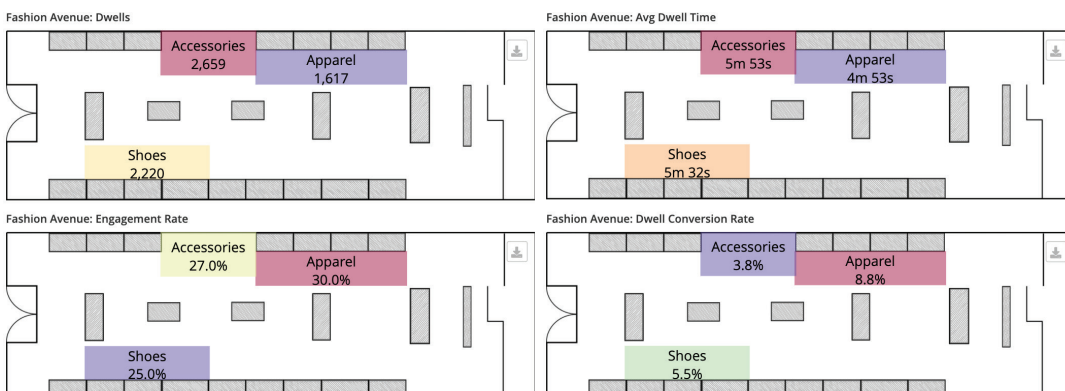 Fashion Avenue: Dwells
Accessories
2,659
Apparel
1,617
Shoes
2,220
Fashion Avenue: Avg Dwell Time
Accessories
5m 53s
Apparel
4m 53s
Shoes
5m 32s
Fashion Avenue: Engagement Rate
Accessories
27.0%
Apparel
30.0%
Shoes
25.0%
Fashion Avenue: Dwell Conversion Rate
Accessories
3.8%
Apparel
8.8%
Shoes
5.5%